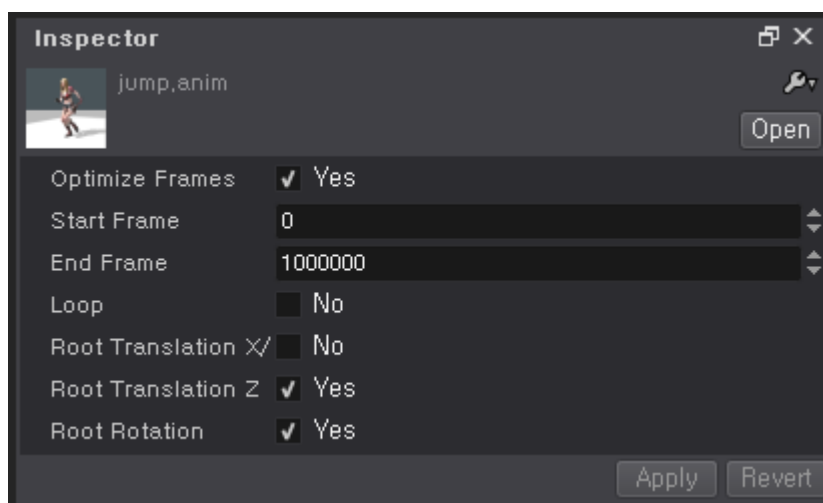 Inspector
jump.anim
Open
Optimize Frames Yes
Start Frame 0
End Frame 1000000
Loop No
Root Translation X/ No
Root Translation Z Yes
Root Rotation Yes
Apply Revert